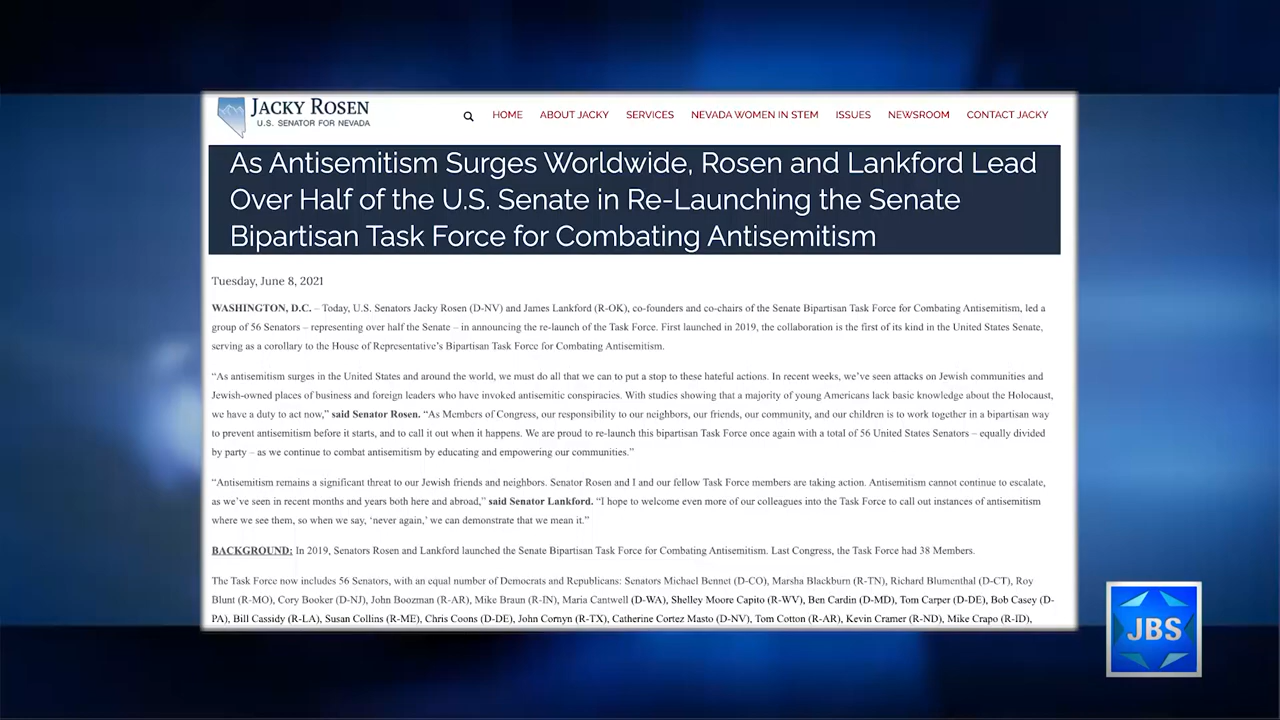 JACKY ROSEN
U.S. SENATOR FOR NEVADA
HOME ABOUT JACKY SERVICES NEVADA WOMEN IN STEM ISSUES NEWSROOM CONTACT JACKY
As Antisemitism Surges Worldwide, Rosen and Lankford Lead
Over Half of the U.S. Senate in Re-Launching the Senate
Bipartisan Task Force for Combating Antisemitism
Tuesday, June 8, 2021
WASHINGTON, D.C. – Today, U.S. Senators Jacky Rosen (D-NV) and James Lankford (R-OK), co-founders and co-chairs of the Senate Bipartisan Task Force for Combating Antisemitism, led a
group of 56 Senators – representing over half the Senate – in announcing the re-launch of the Task Force. First launched in 2019, the collaboration is the first of its kind in the United States Senate,
serving as a corollary to the House of Representative's Bipartisan Task Force for Combating Antisemitism.
“As antisemitism surges in the United States and around the world, we must do all that we can to put a stop to these hateful actions. In recent weeks, we’ve seen attacks on Jewish communities and
Jewish-owned places of business and foreign leaders who have invoked antisemitic conspiracies. With studies showing that a majority of young Americans lack basic knowledge about the Holocaust,
we have a duty to act now,” said Senator Rosen. “As Members of Congress, our responsibility to our neighbors, our friends, our community, and our children is to work together in a bipartisan way
to prevent antisemitism before it starts, and to call it out when it happens. We are proud to re-launch this bipartisan Task Force once again with a total of 56 United States Senators – equally divided
by party – as we continue to combat antisemitism by educating and empowering our communities.”
“Antisemitism remains a significant threat to our Jewish friends and neighbors. Senator Rosen and I and our fellow Task Force members are taking action. Antisemitism cannot continue to escalate,
as we’ve seen in recent months and years both here and abroad,” said Senator Lankford. “I hope to welcome even more of our colleagues into the Task Force to call out instances of antisemitism
where we see them, so when we say, ‘never again,’ we can demonstrate that we mean it.”
BACKGROUND: In 2019, Senators Rosen and Lankford launched the Senate Bipartisan Task Force for Combating Antisemitism. Last Congress, the Task Force had 38 Members.
The Task Force now includes 56 Senators, with an equal number of Democrats and Republicans: Senators Michael Bennet (D-CO), Marsha Blackburn (R-TN), Richard Blumenthal (D-CT), Roy
Blunt (R-MO), Cory Booker (D-NJ), John Boozman (R-AR), Mike Braun (R-IN), Maria Cantwell (D-WA), Shelley Moore Capito (R-WV), Ben Cardin (D-MD), Tom Carper (D-DE), Bob Casey (D-
PA), Bill Cassidy (R-LA), Susan Collins (R-ME), Chris Coons (D-DE), John Cornyn (R-TX), Catherine Cortez Masto (D-NV), Tom Cotton (R-AR), Kevin Cramer (R-ND), Mike Crapo (R-ID),
JBS